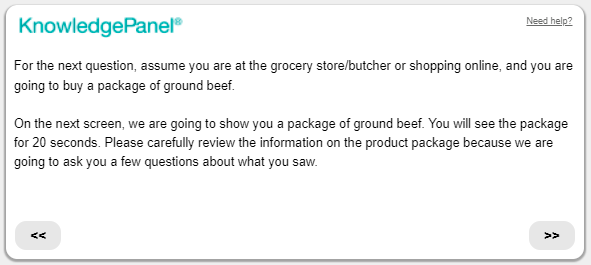 KnowledgePanel®
Need help?
For the next question, assume you are at the grocery store/butcher or shopping online, and you are
going to buy a package of ground beef.
On the next screen, we are going to show you a package of ground beef. You will see the package
for 20 seconds. Please carefully review the information on the product package because we are
going to ask you a few questions about what you saw.
<<
>>